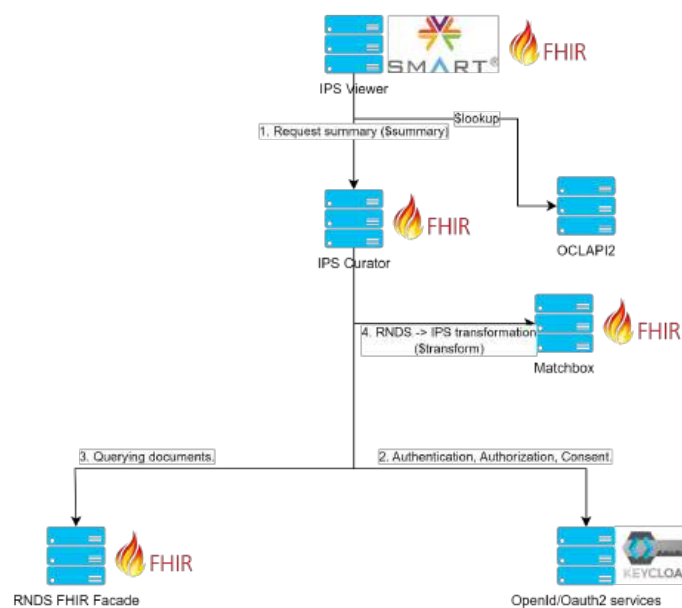 SMART®
FHIR
IPS Viewer
$lookup
1. Request summary ($summary)
FHIR
IPS Curator
OCLAPI2
4. RNDS -> IPS transformation
($transform)
FHIR
Matchbox
3. Querying documents.
2. Authentication, Authorization, Consent.
FHIR
KEYCLOA
RNDS FHIR Facade
OpenId/Oauth2 services